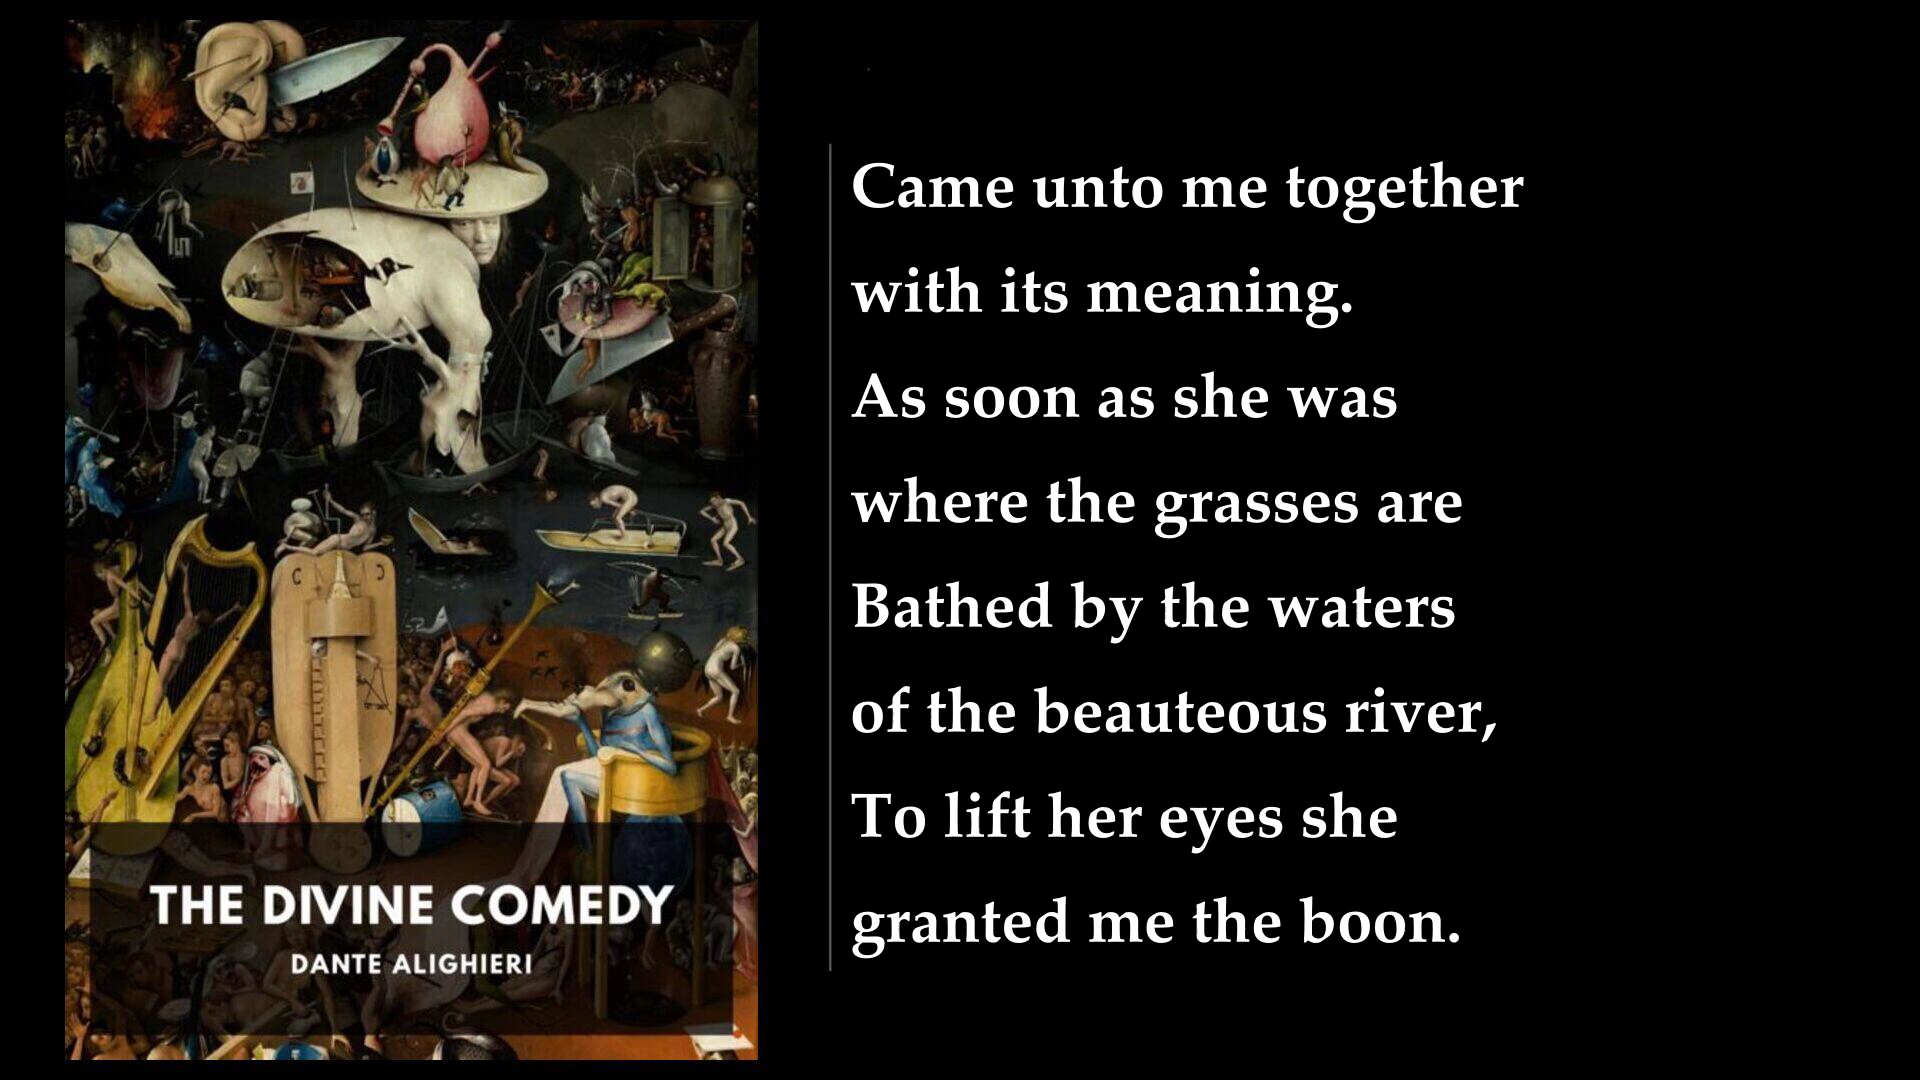 Came unto me together
with its meaning.
As soon as she was
where the grasses are
Bathed by the waters
of the beauteous river,
To lift her eyes she
granted me the boon.
THE DIVINE COMEDY
DANTE ALIGHIERI